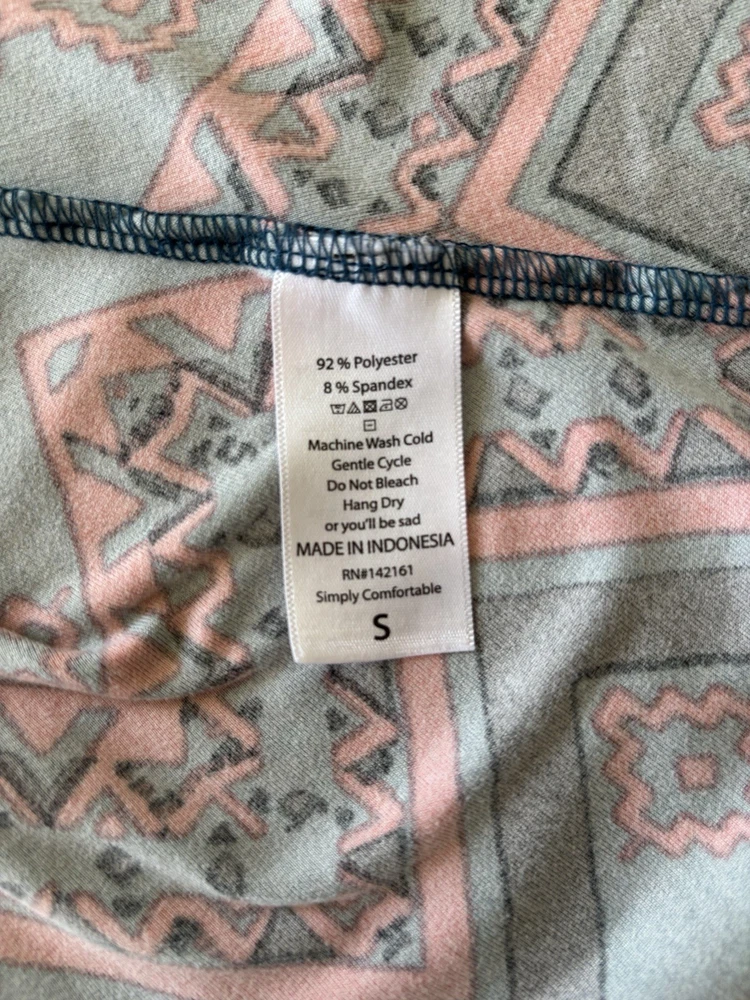 92 % Polyester
8 % Spandex
Machine Wash Cold
Gentle Cycle
Do Not Bleach
Hang Dry
or you'll be sad
MADE IN INDONESIA
RN#142161
Simply Comfortable
S